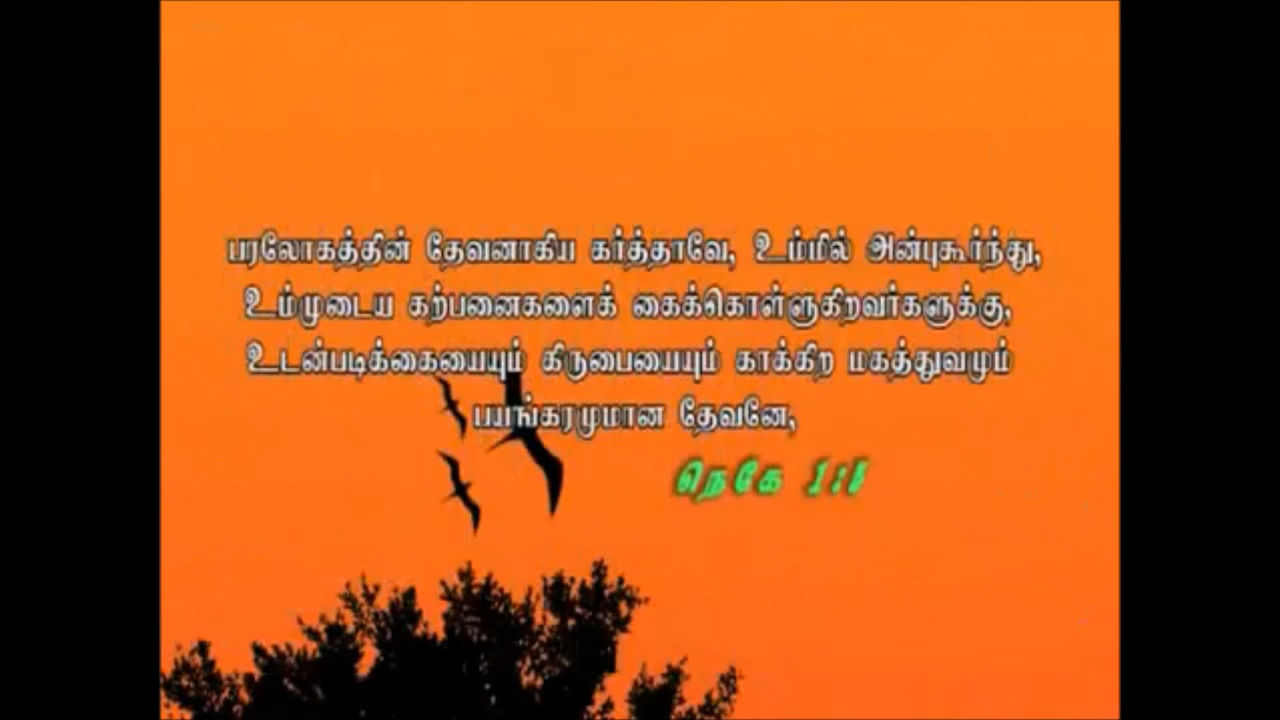 பரலோகத்தின் தேவனாகிய கர்த்தாவே, உம்மில் அன்புகூர்ந்து,
உம்முடைய கற்பனைகளைக் கைக்கொள்ளுகிறவர்களுக்கு,
உடன்படிக்கையையும் கிருபையையும் காக்கிற மகத்துவமும்
பயங்கரமுமான தேவனே,
நெகே 1:5